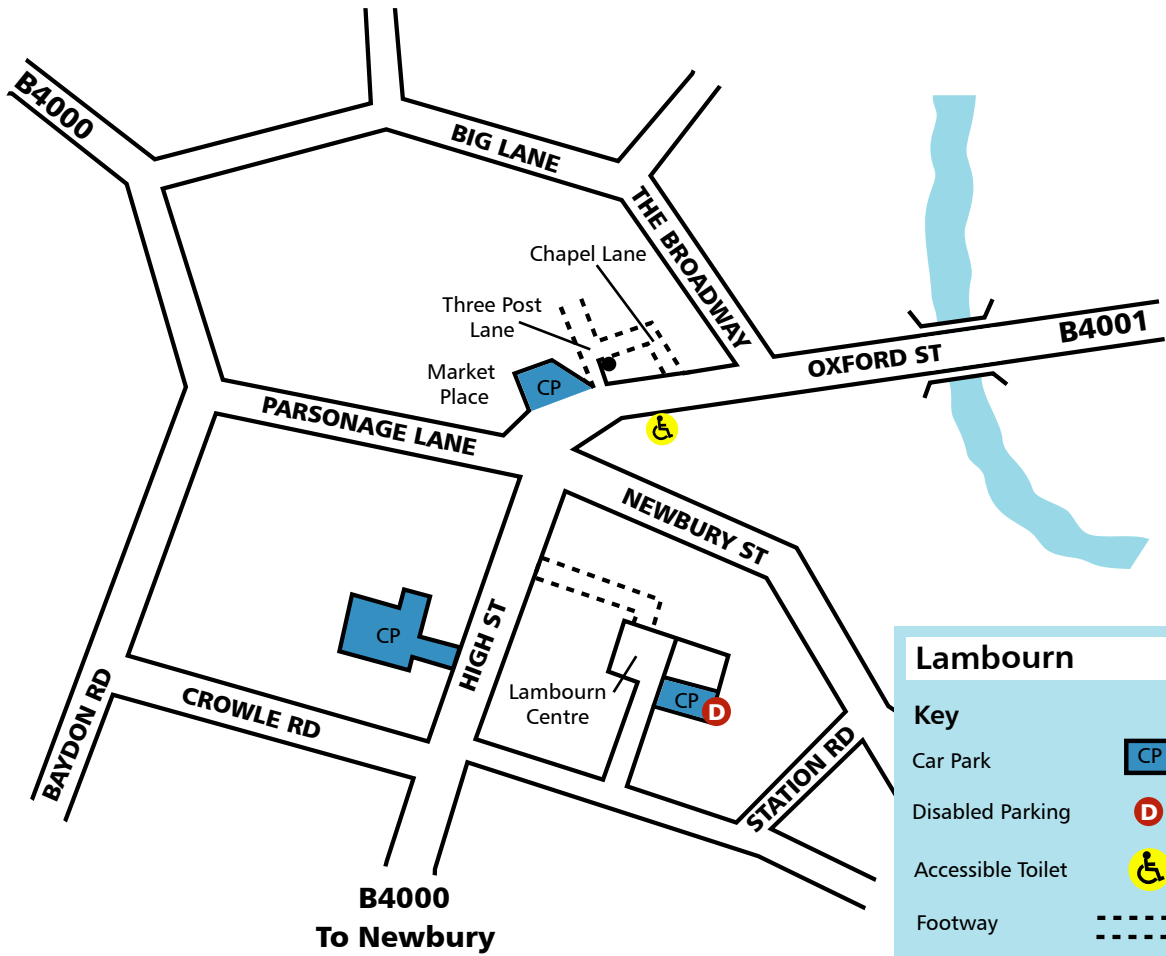 B4000
BIG LANE
THE BROADWAY
Chapel Lane
Three Post
Lane
Market
Place
CP
B4001
OXFORD ST
PARSONAGE LANE
NEWBURY ST
CP
HIGH ST
Lambourn
Centre
CP
D
BAYDON RD
CROWLE RD
STATION RD
B4000
To Newbury
Lambourn
Key
Car Park
CP
Disabled Parking
D
Accessible Toilet
Footway